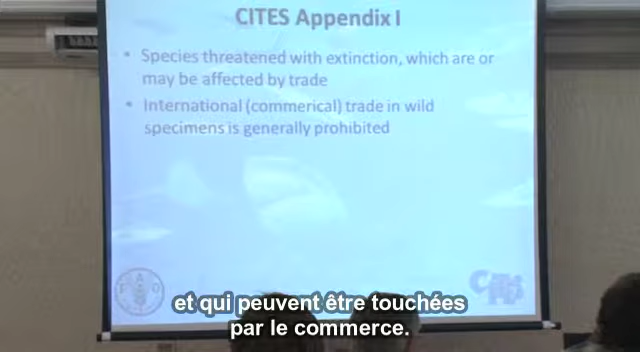 CITES Appendix I
• Species threatened with extinction, which are or
may be affected by trade
• International (commerical) trade in wild
specimens is generally prohibited
FAO
et qui peuvent être touchées
par le commerce.